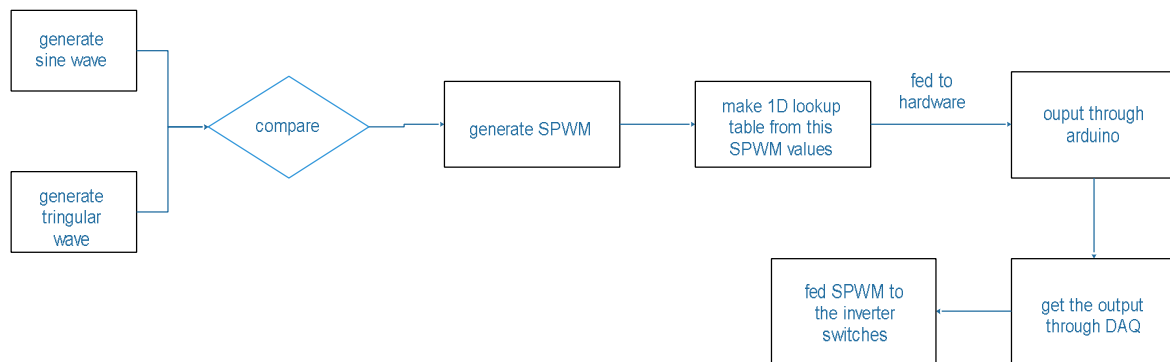 generate
sine wave
generate
tringular
wave
compare
generate SPWM
make 1D lookup
table from this
SPWM values
fed to
hardware
ouput through
arduino
get the output
through DAQ
fed SPWM to
the inverter
switches